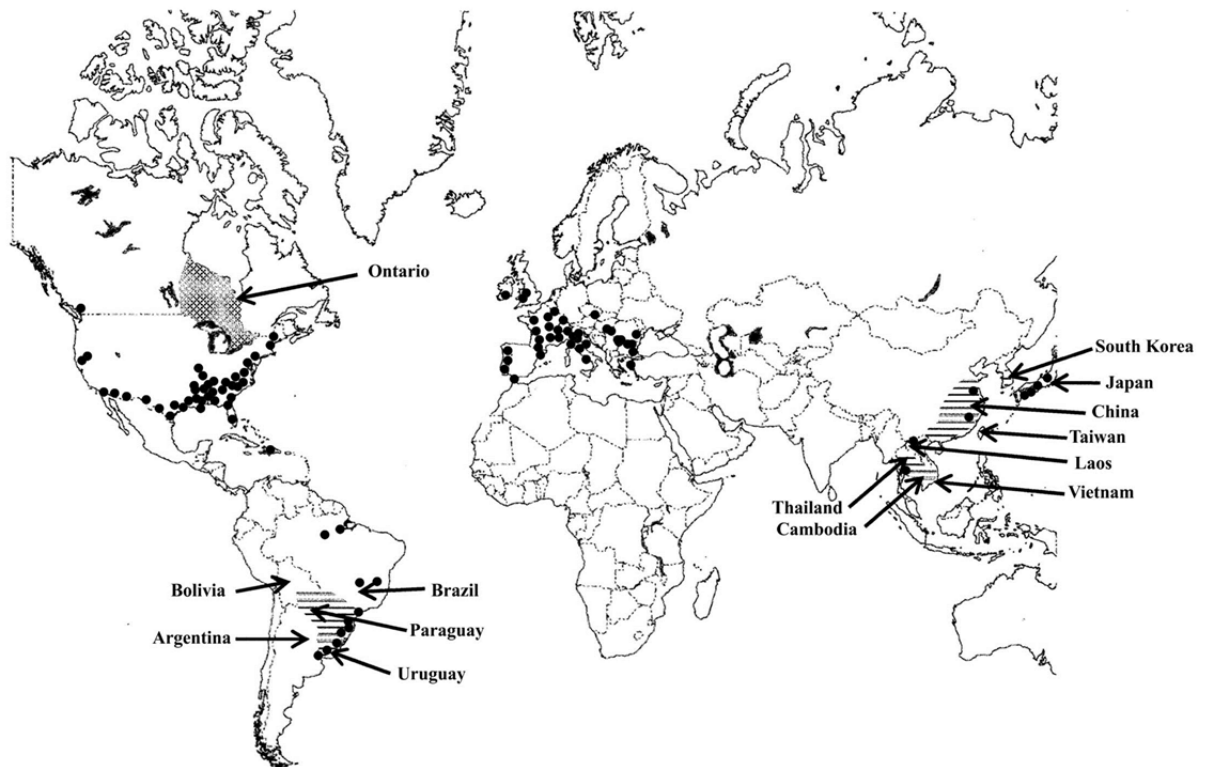 Ontario
South Korea
Japan
China
Taiwan
Laos
Vietnam
Thailand
Cambodia
Bolivia
Brazil
Paraguay
Argentina
Uruguay